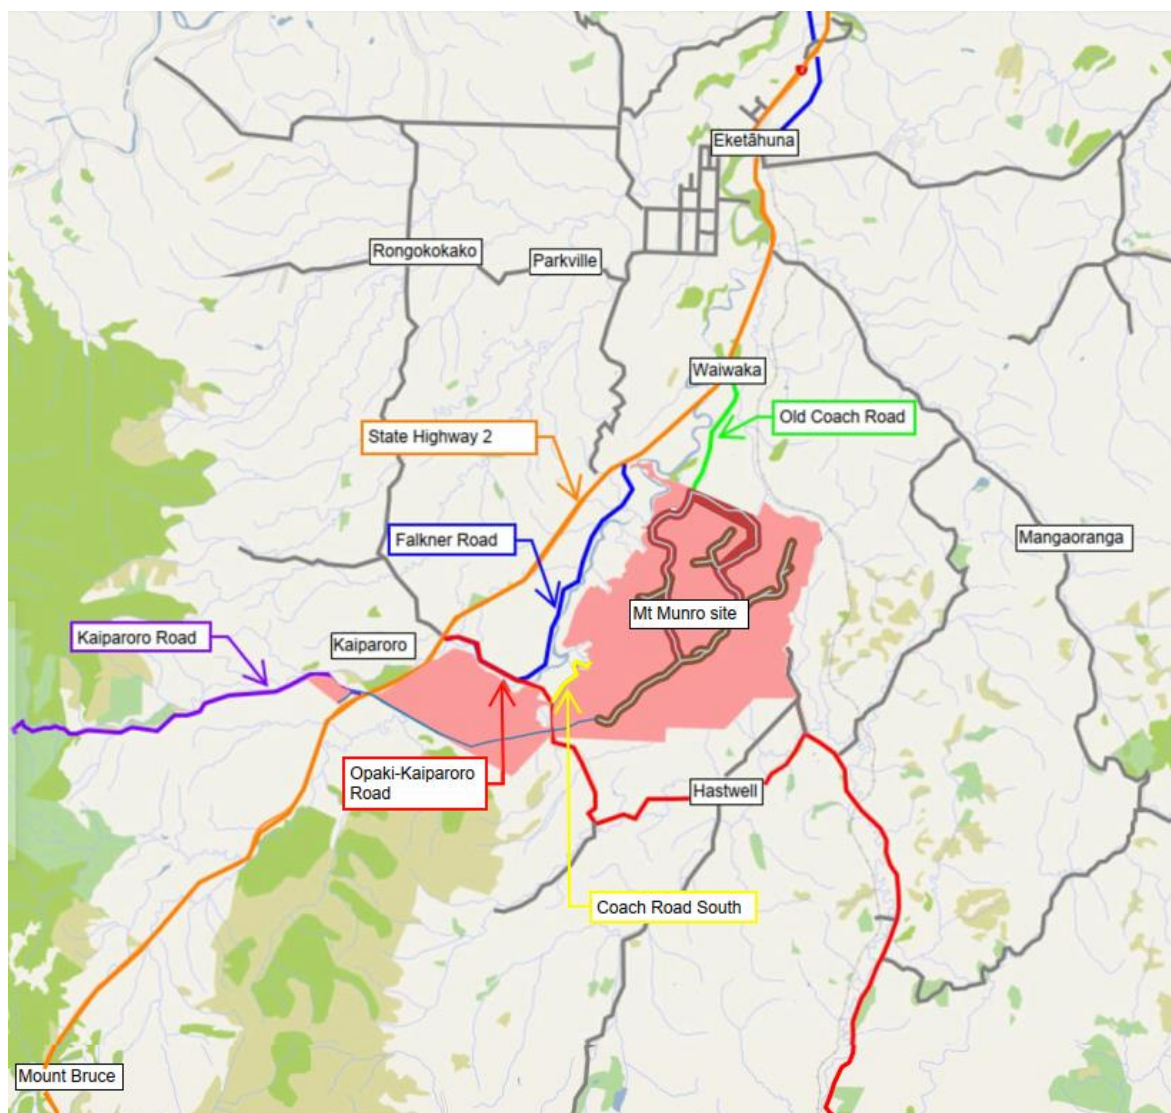 Eketāhuna
Rongokokako
Parkville
Waiwaka
Old Coach Road
State Highway 2
Falkner Road
Mangaoranga
Mt Munro site
Kaiparoro Road
Kaiparoro
Opaki-Kaiparoro
Road
Hastwell
Coach Road South
Mount Bruce